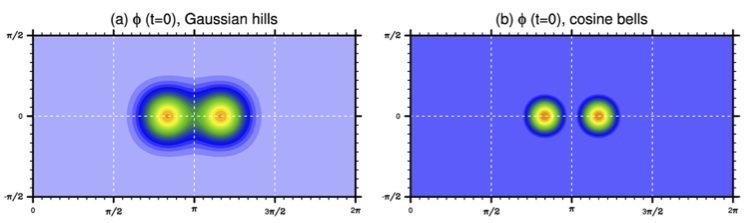 (a) ϕ (t=0), Gaussian hills
π/2
0
-π/2
0 π/2 π 3π/2 2π
(b) ϕ (t=0), cosine bells
π/2
0
-π/2
0 π/2 π 3π/2 2π